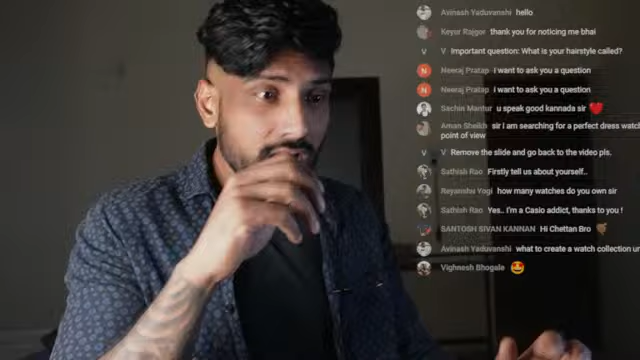 Avinash Yaduvanshi hello
Keyur Rajgor thank you for noticing me bhai
V V Important question: What is your hairstyle called?
N Neeraj Pratap i want to ask you a question
N Neeraj Pratap i want to ask you a question
Sachin Mantur u speak good kannada sir
Aman Sheikh sir i am searching for a perfect dress watch
point of view
V V Remove the slide and go back to the video pls.
Sathish Rao Firstly tell us about yourself..
Yogi how many watches do you own sir
Sathish Rao Yes.. i'm a Casio addict, thanks to you !
SANTOSH SIVAN KANNAN Hi Chettan Bro
Avinash Yaduvanshi what to create a watch collection un
Vighnesh Bhogale